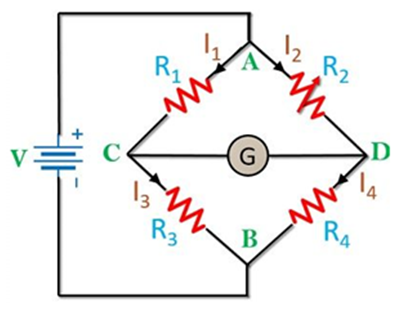 I₁
I₂
A
R₁
R₂
+
V
C
G
D
-
I₃
I₄
R₃
B
R₄